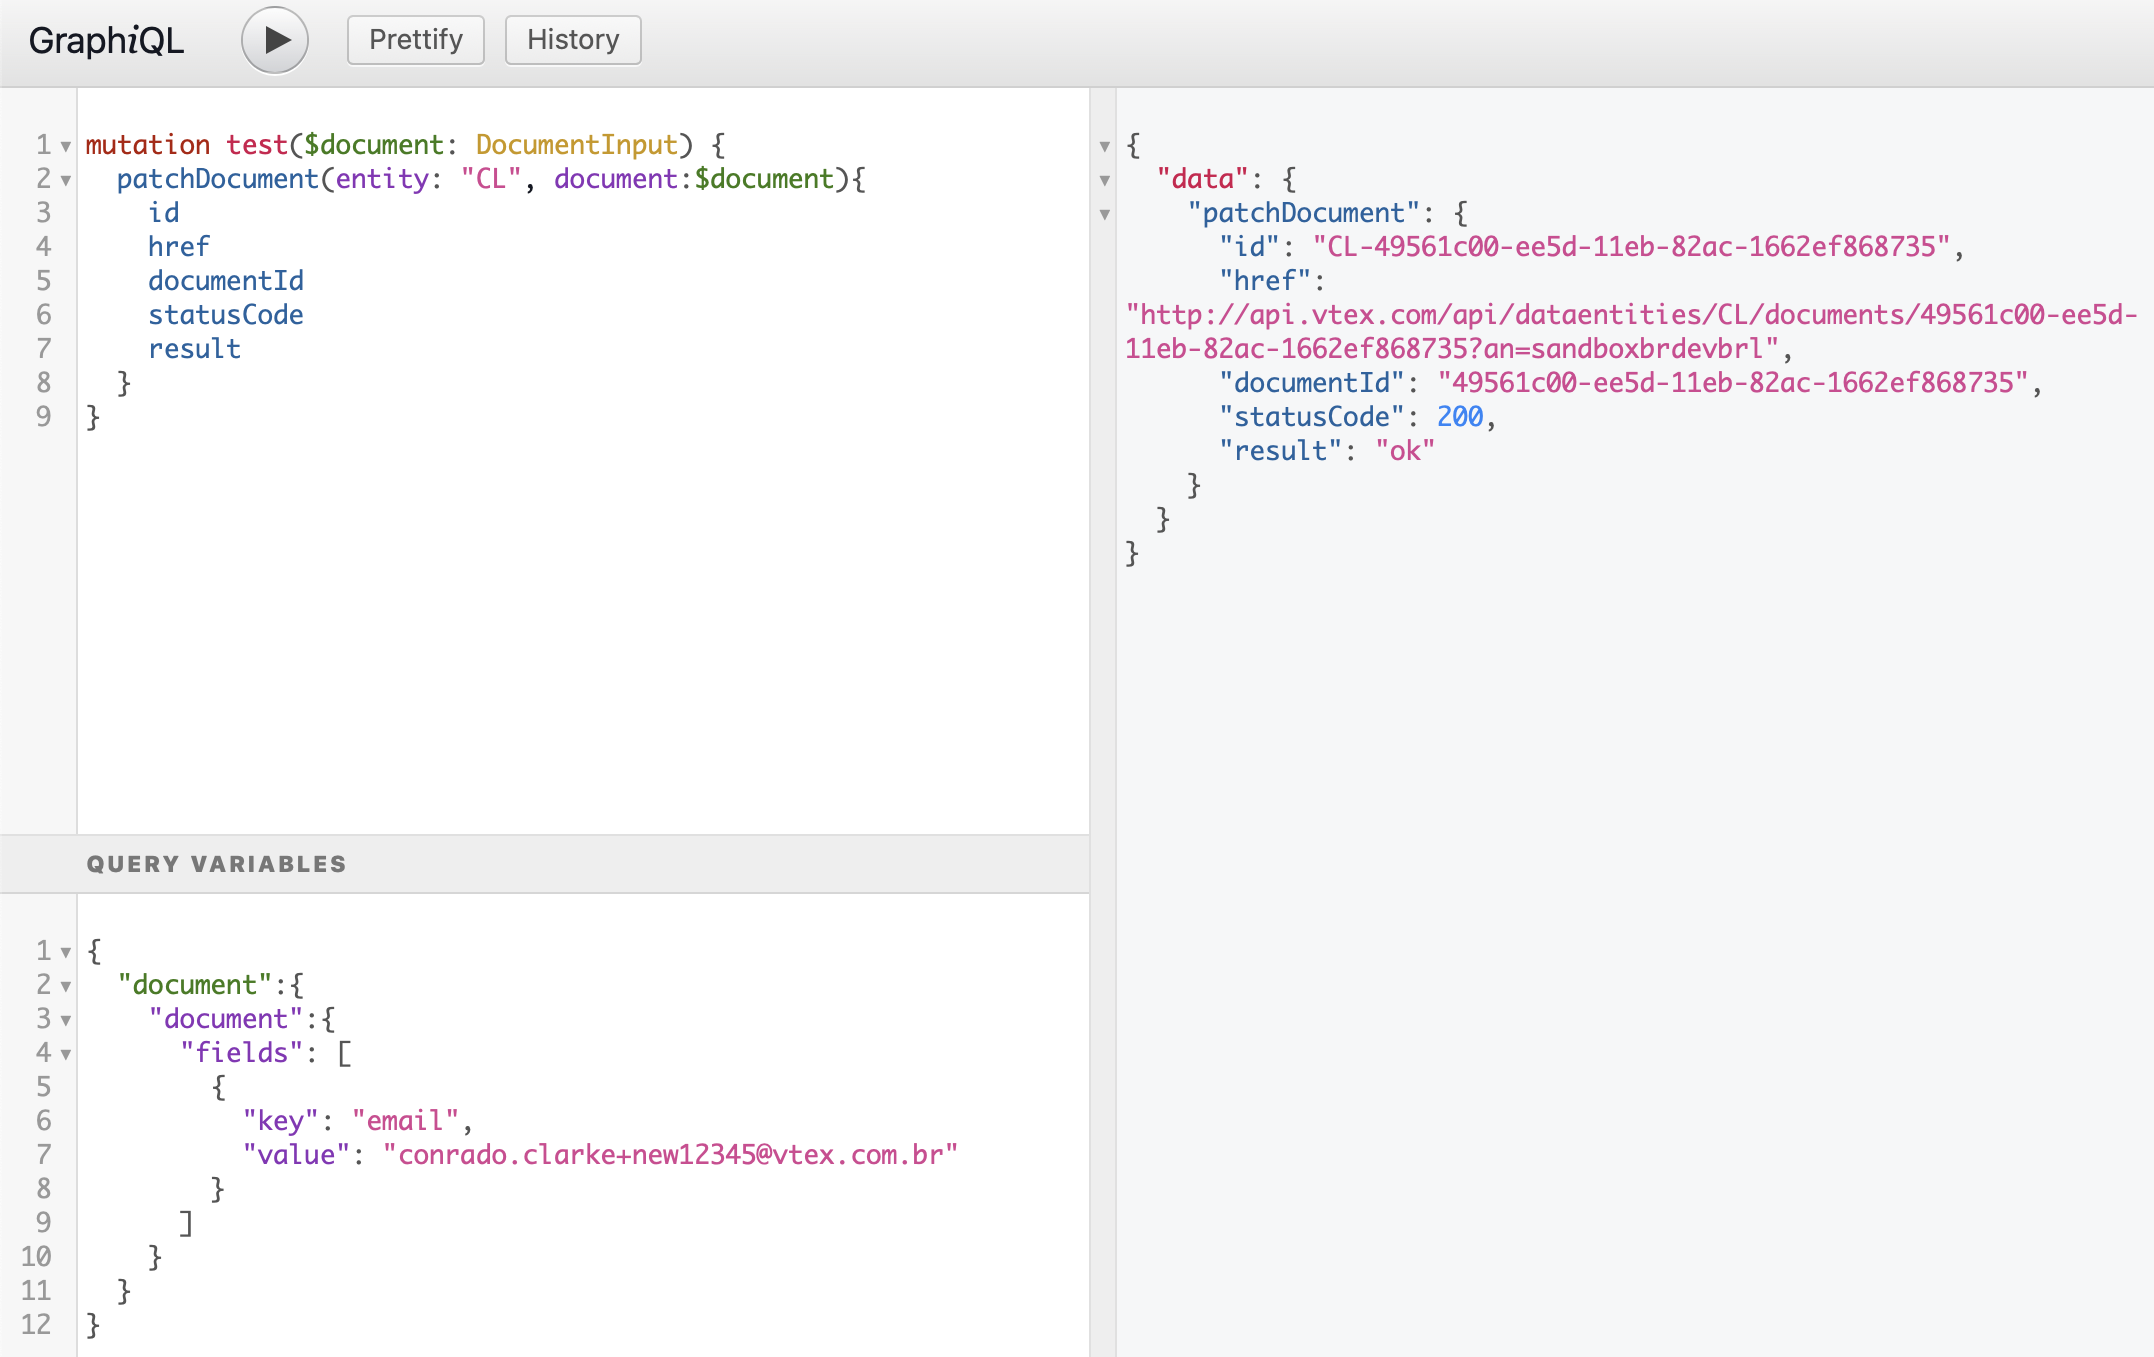 GraphiQL
Prettify
History
1 mutation test($document: DocumentInput) {
2   patchDocument(entity: "CL", document:$document){
3     id
4     href
5     documentId
6     statusCode
7     result
8   }
9 }
QUERY VARIABLES
1 {
2   "document":{
3     "document":{
4       "fields": [
5         {
6           "key": "email",
7           "value": "conrado.clarke+new12345@vtex.com.br"
8         }
9       ]
10     }
11   }
12 }
{
  "data": {
    "patchDocument": {
      "id": "CL-49561c00-ee5d-11eb-82ac-1662ef868735",
      "href":
"http://api.vtex.com/api/dataentities/CL/documents/49561c00-ee5d-
11eb-82ac-1662ef868735?an=sandboxbrdevbrl",
      "documentId": "49561c00-ee5d-11eb-82ac-1662ef868735",
      "statusCode": 200,
      "result": "ok"
    }
  }
}